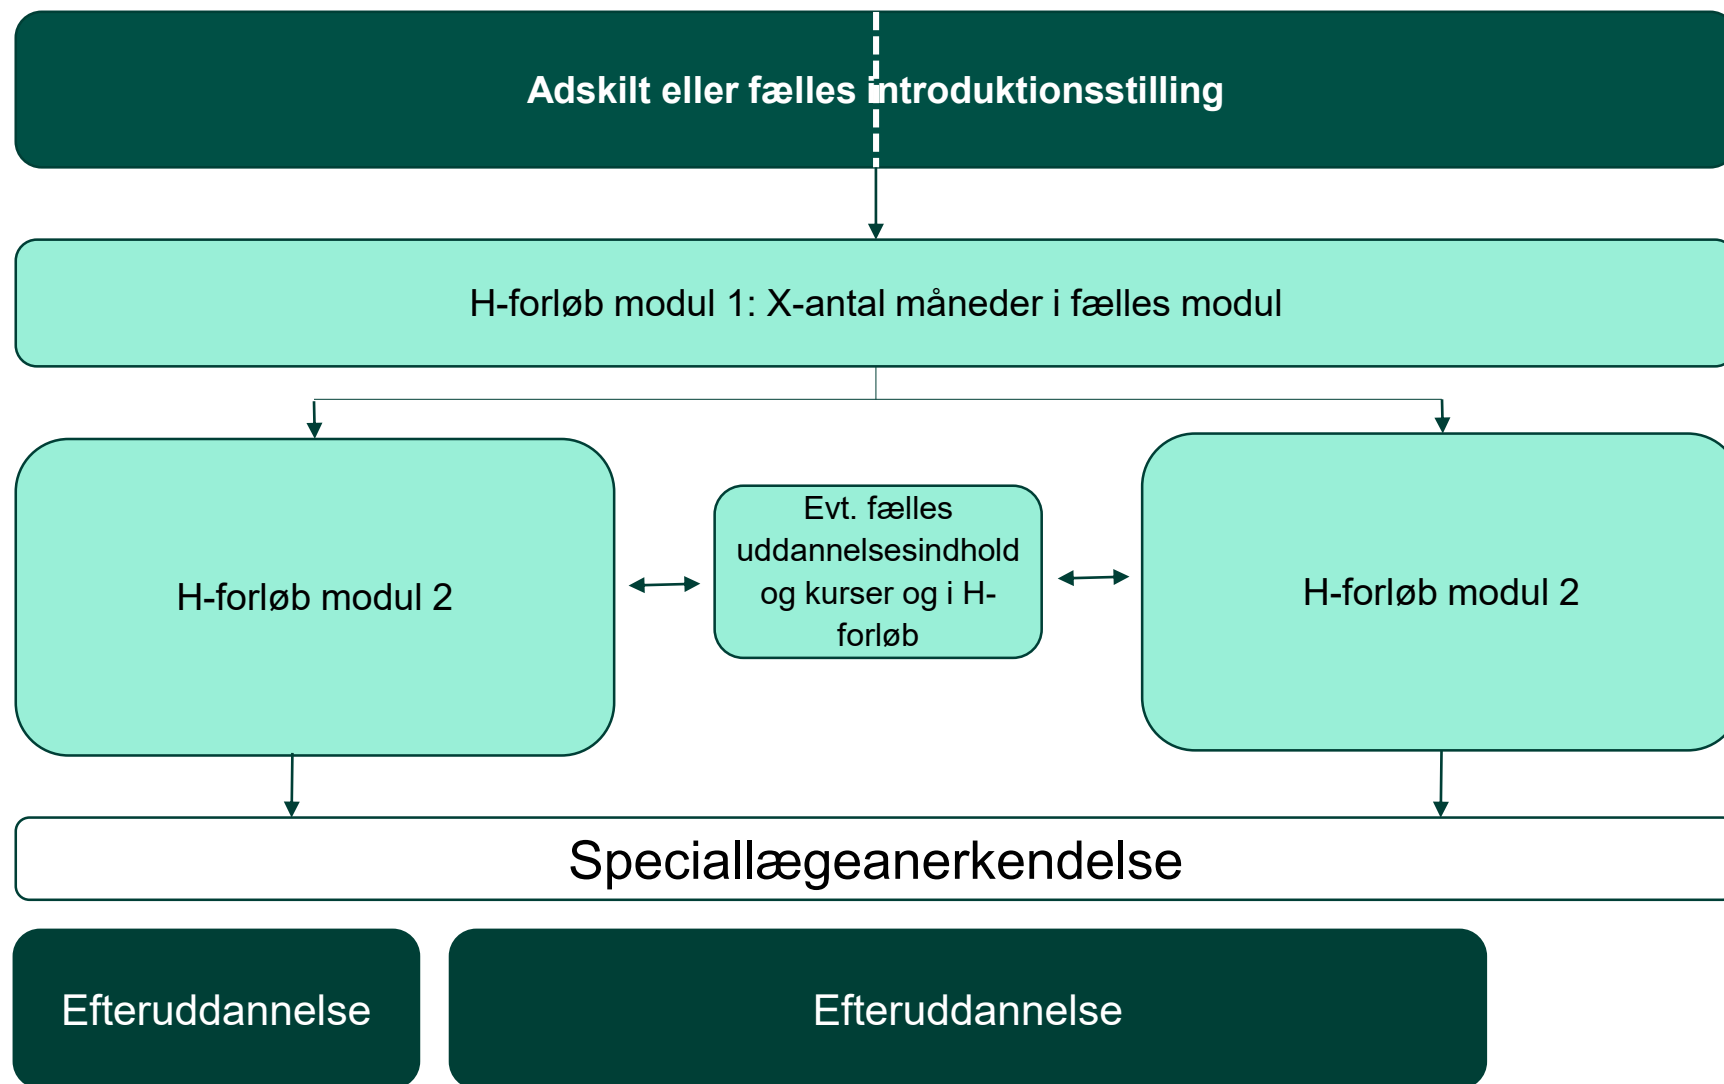 Adskilt eller fælles introduktionsstilling
H-forløb modul 1: X-antal måneder i fælles modul
H-forløb modul 2
Evt. fælles
uddannelsesindhold
og kurser og i H-
forløb
H-forløb modul 2
Speciallægeanerkendelse
Efteruddannelse
Efteruddannelse